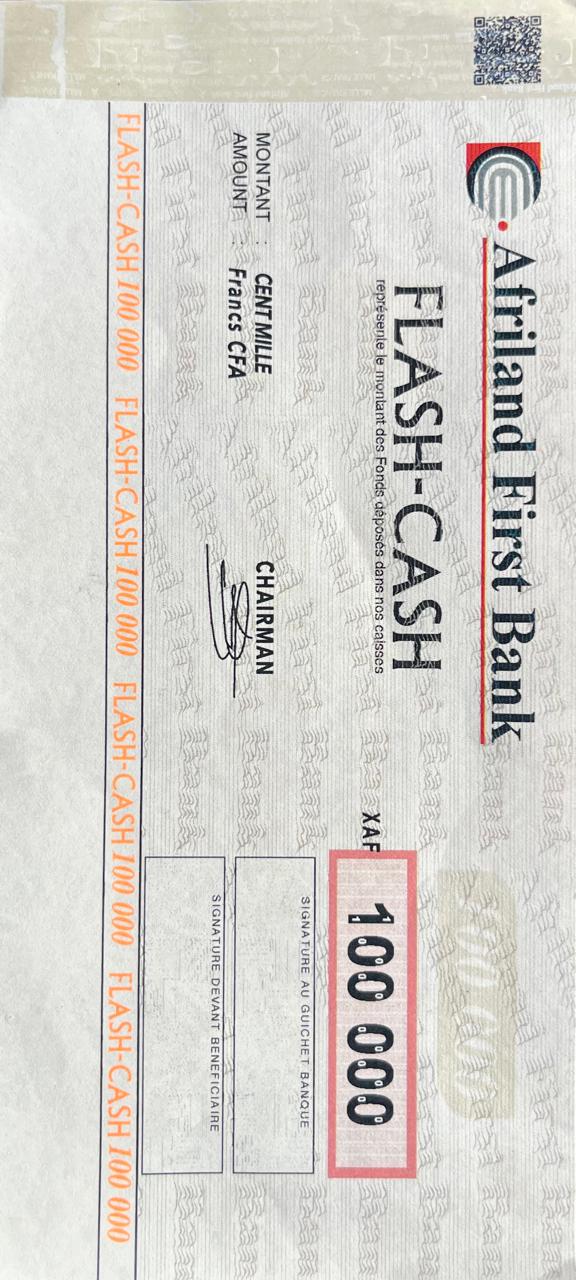 Afriland First Bank
FLASH-CASH
représente le montant des Fonds déposés dans nos caisses
XAF 100 000
MONTANT : CENT MILLE
AMOUNT : Francs CFA
CHAIRMAN
SIGNATURE AU GUICHET BANQUE
SIGNATURE DEVANT BENEFICIAIRE
FLASH-CASH 100 000 FLASH-CASH 100 000 FLASH-CASH 100 000 FLASH-CASH 100 000